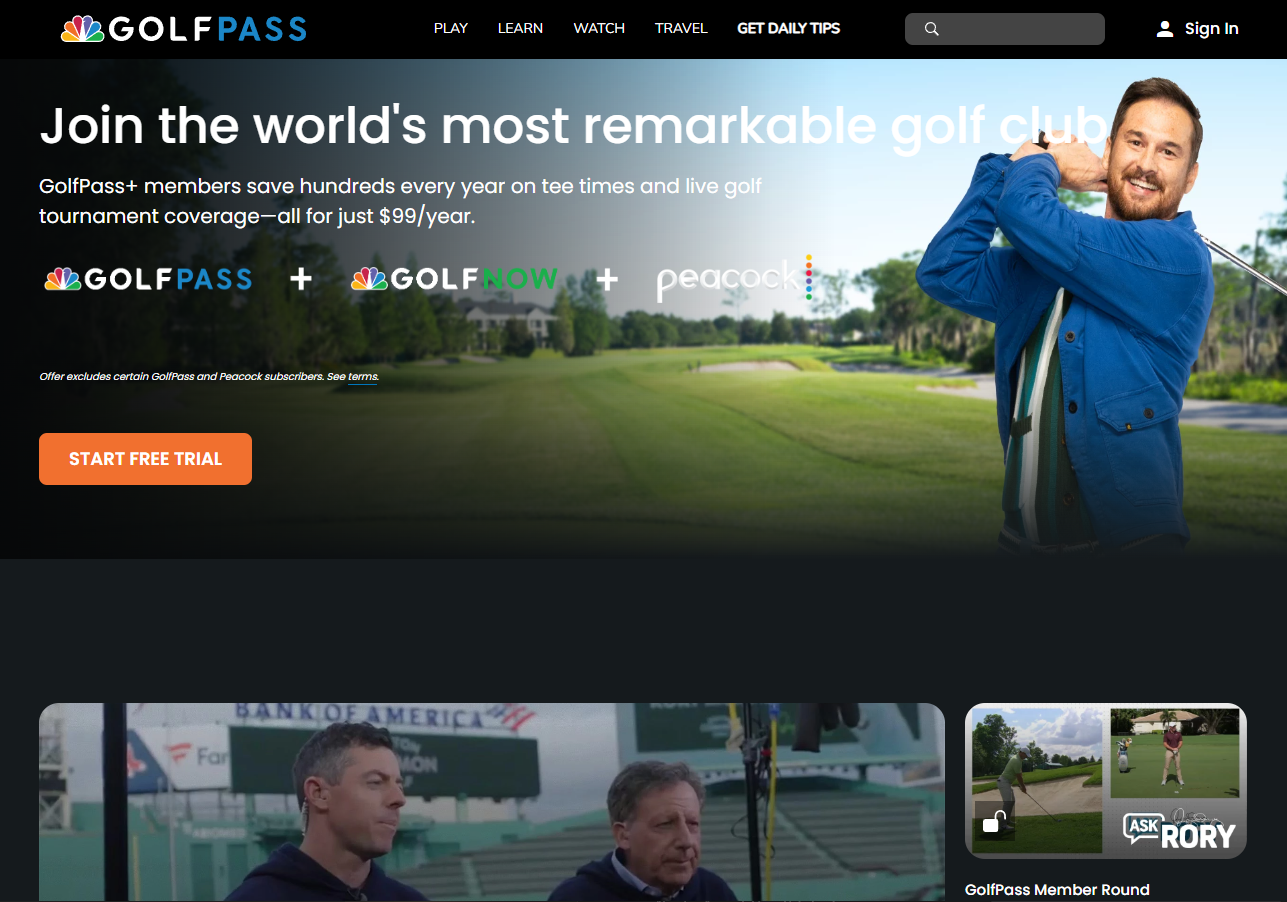 GOLFPASS
PLAY LEARN WATCH TRAVEL GET DAILY TIPS
Sign In
Join the world's most remarkable golf club
GolfPass+ members save hundreds every year on tee times and live golf
tournament coverage—all for just $99/year.
GOLFPASS + GOLFNOW + peacock
Offer excludes certain GolfPass and Peacock subscribers. See terms.
START FREE TRIAL
BANK OF AMERICA
ASK
RORY
GolfPass Member Round